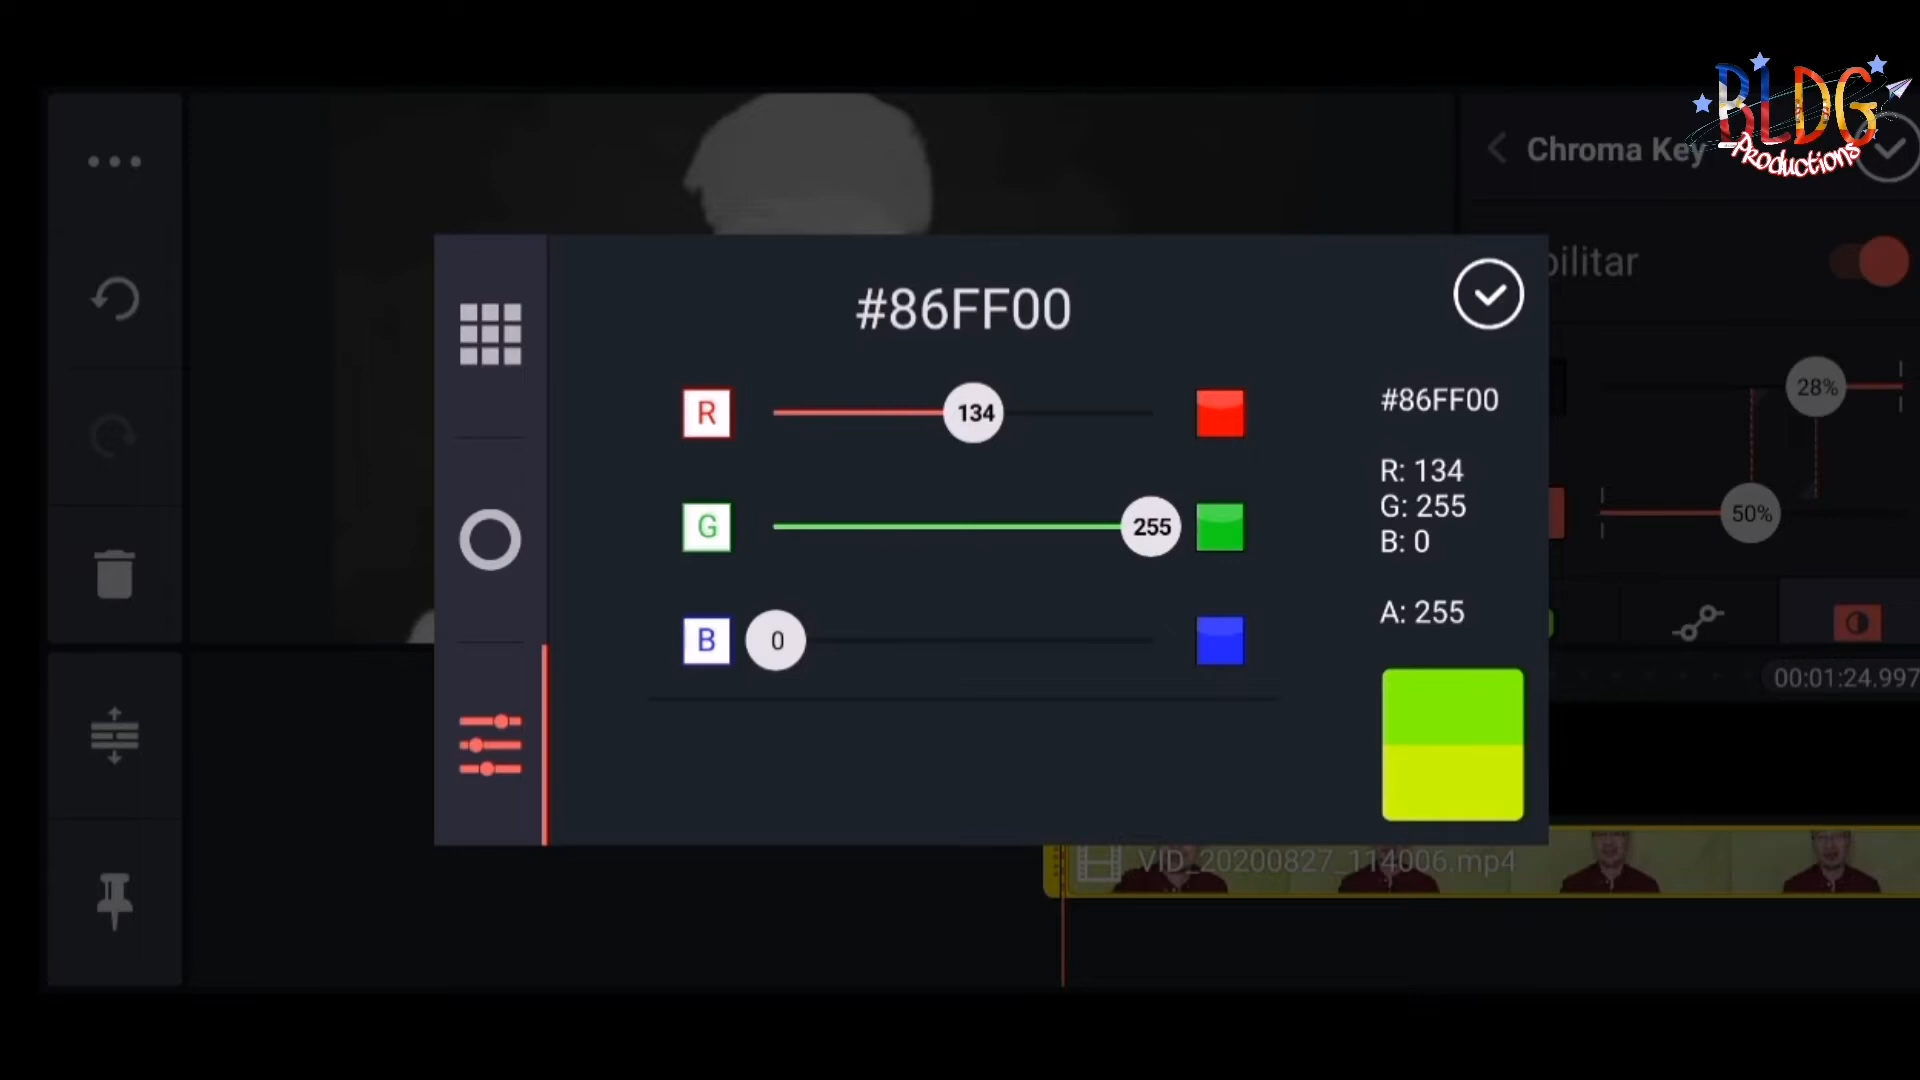 BLDG
Productions
Chroma Key
bilitar
#86FF00
#86FF00
R
134
28%
R: 134
G
255
G: 255
50%
B: 0
B
0
A: 255
00:01:24.997
VID_20200827_114006.mp4